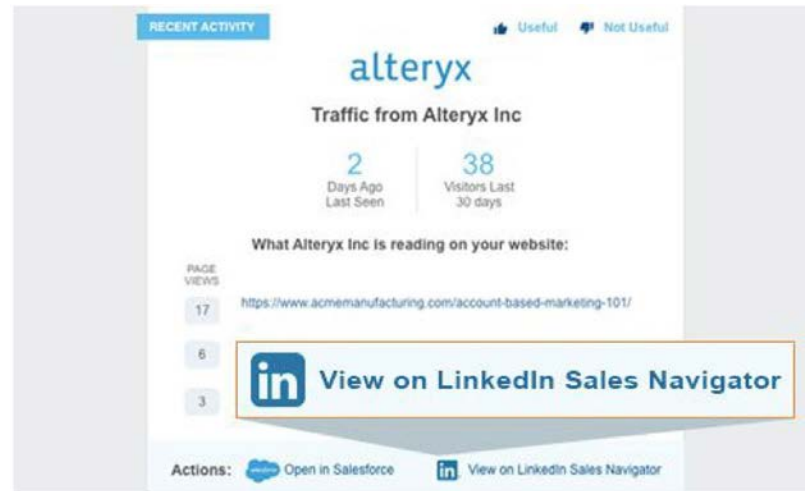 RECENT ACTIVITY
Useful Not Useful
alteryx
Traffic from Alteryx Inc
2 38
Days Ago Visitors Last
Last Seen 30 days
What Alteryx Inc is reading on your website:
PAGE
VIEWS
17 https://www.acmemanufacturing.com/account-based-marketing-101/
6
in View on LinkedIn Sales Navigator
3
Actions: Open in Salesforce in View on LinkedIn Sales Navigator